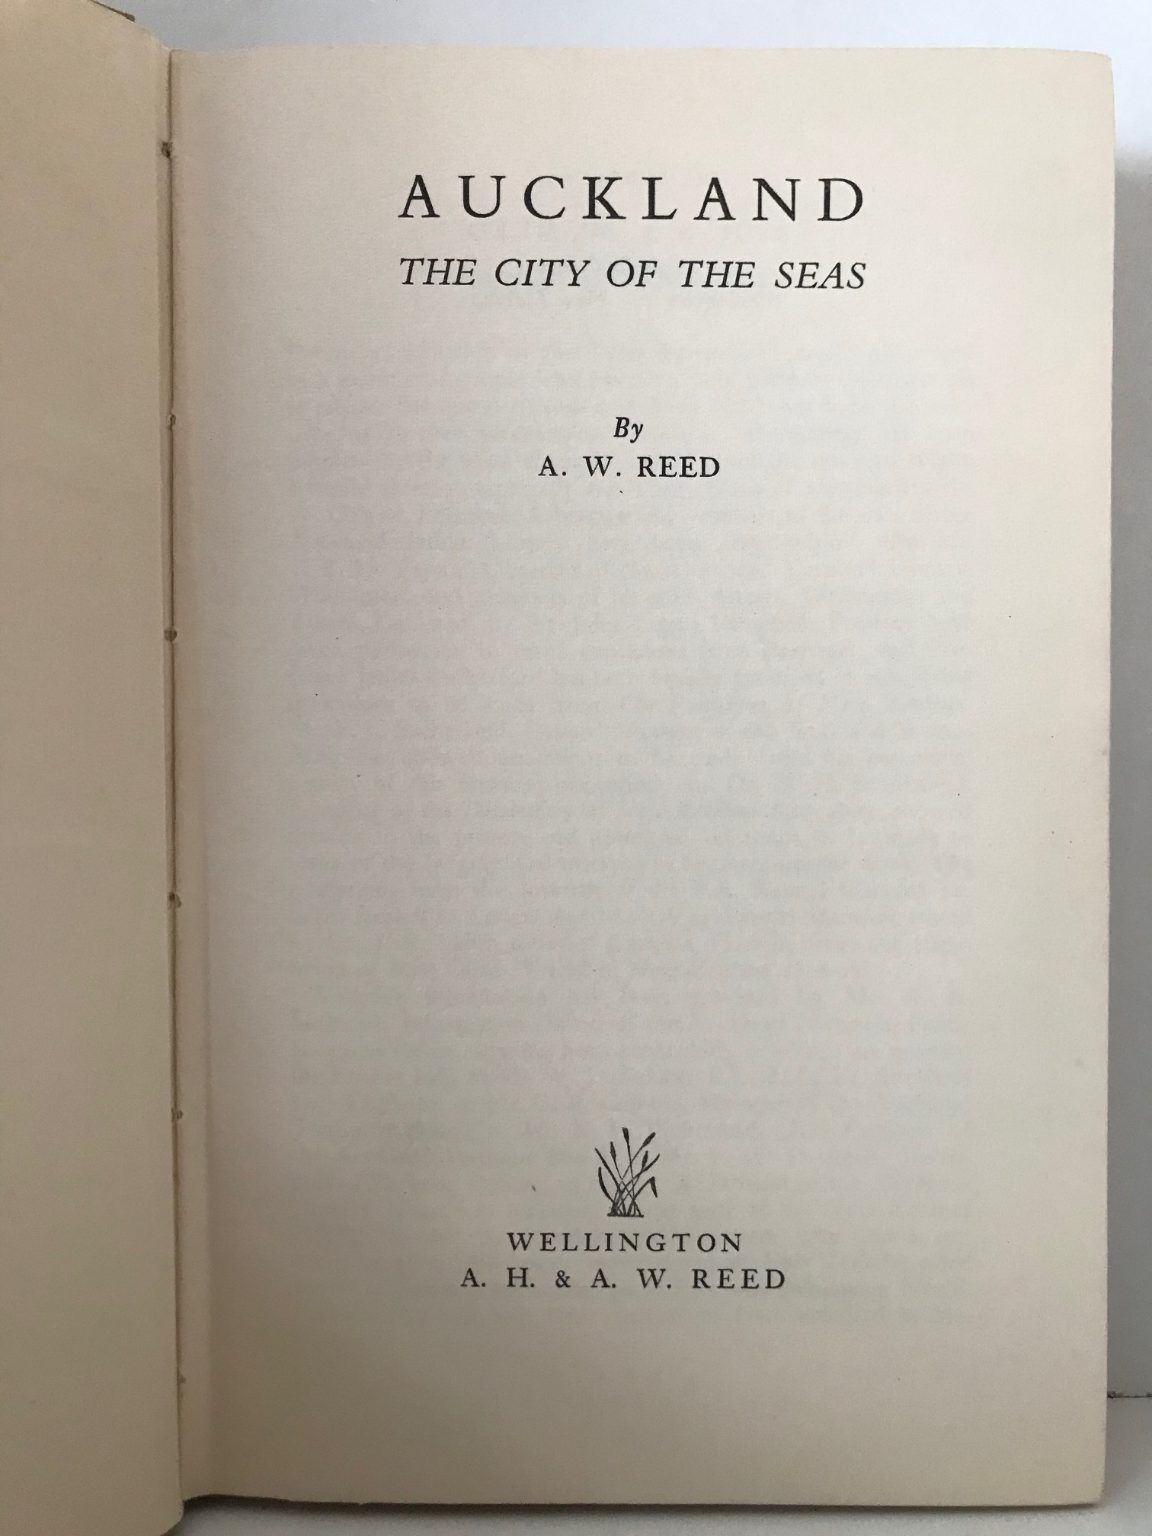 AUCKLAND
THE CITY OF THE SEAS
By
A. W. REED
WELLINGTON
A. H. & A. W. REED